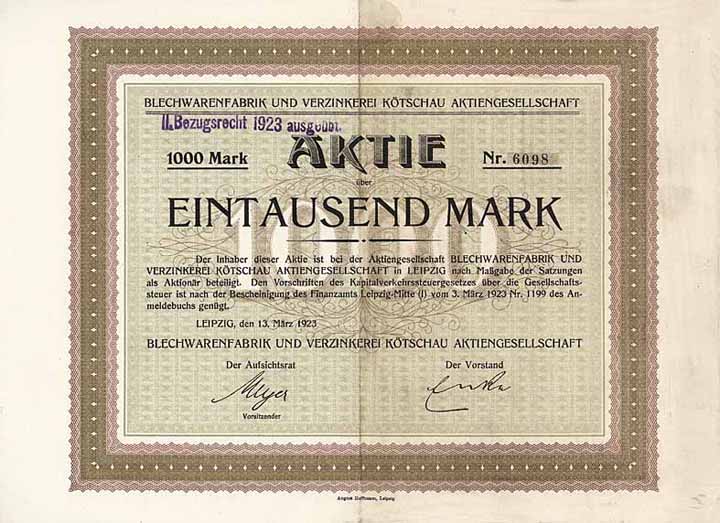 BLECHWARENFABRIK UND VERZINKEREI KÖTSCHAU AKTIENGESELLSCHAFT
II. Bezugsrecht 1923 ausgeübt.
1000 Mark AKTIE Nr. 6098
über
EINTAUSEND MARK
Der Inhaber dieser Aktie ist bei der Aktiengesellschaft BLECHWARENFABRIK UND
VERZINKEREI KÖTSCHAU AKTIENGESELLSCHAFT in LEIPZIG nach Maßgabe der Satzungen
als Aktionär beteiligt. Den Vorschriften des Kapitalverkehrssteuergesetzes über die Gesellschafts-
steuer ist nach der Bescheinigung des Finanzamts Leipzig-Mitte (I) vom 3. März 1923 Nr. 1199 des An-
meldebuchs genügt.
LEIPZIG, den 13. März 1923
BLECHWARENFABRIK UND VERZINKEREI KÖTSCHAU AKTIENGESELLSCHAFT
Der Aufsichtsrat Der Vorstand
Meyer
Vorsitzender
August Hoffmann, Leipzig